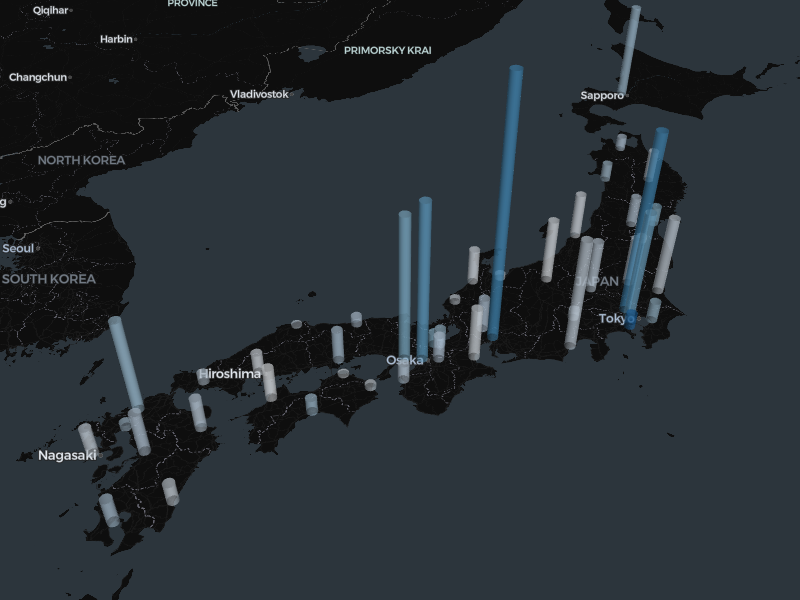 PROVINCE
Qiqihar
Harbin
PRIMORSKY KRAI
Changchun
Vladivostok
Sapporo
NORTH KOREA
g
Seoul
SOUTH KOREA
JAPAN
Tokyo
Osaka
Hiroshima
Nagasaki